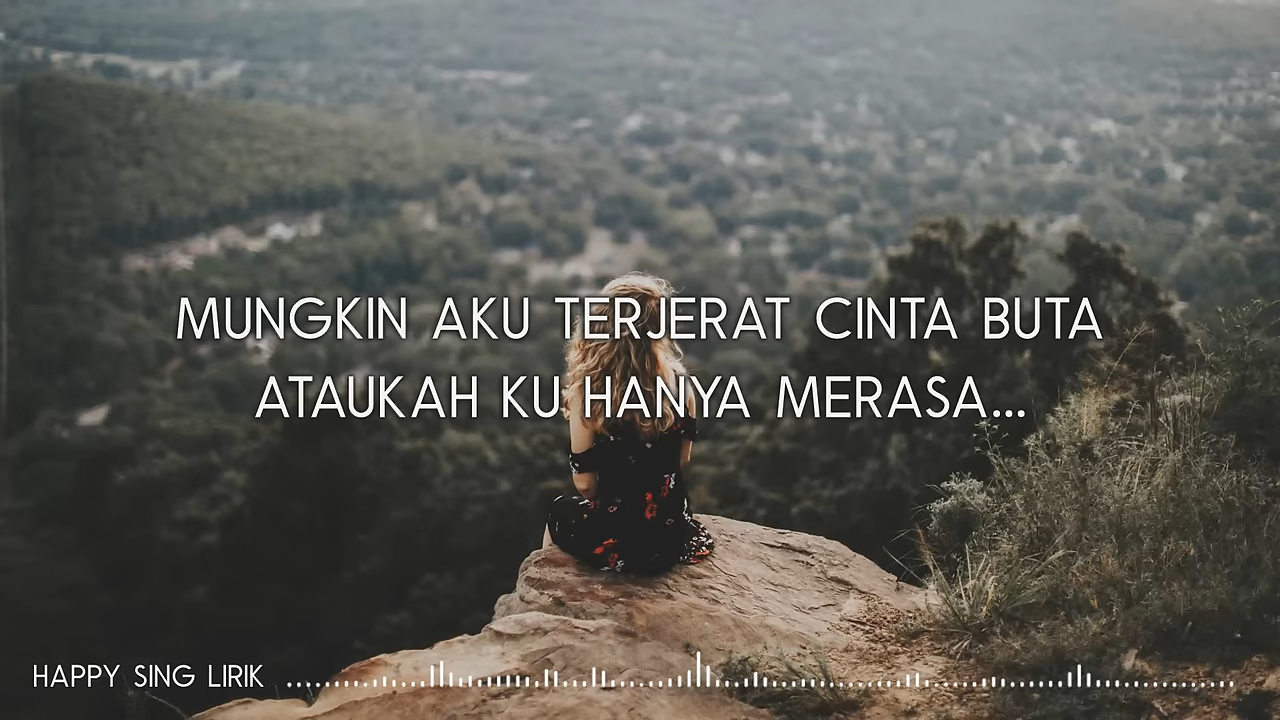 MUNGKIN AKU TERJERAT CINTA BUTA
ATAUKAH KU HANYA MERASA...
HAPPY SING LIRIK